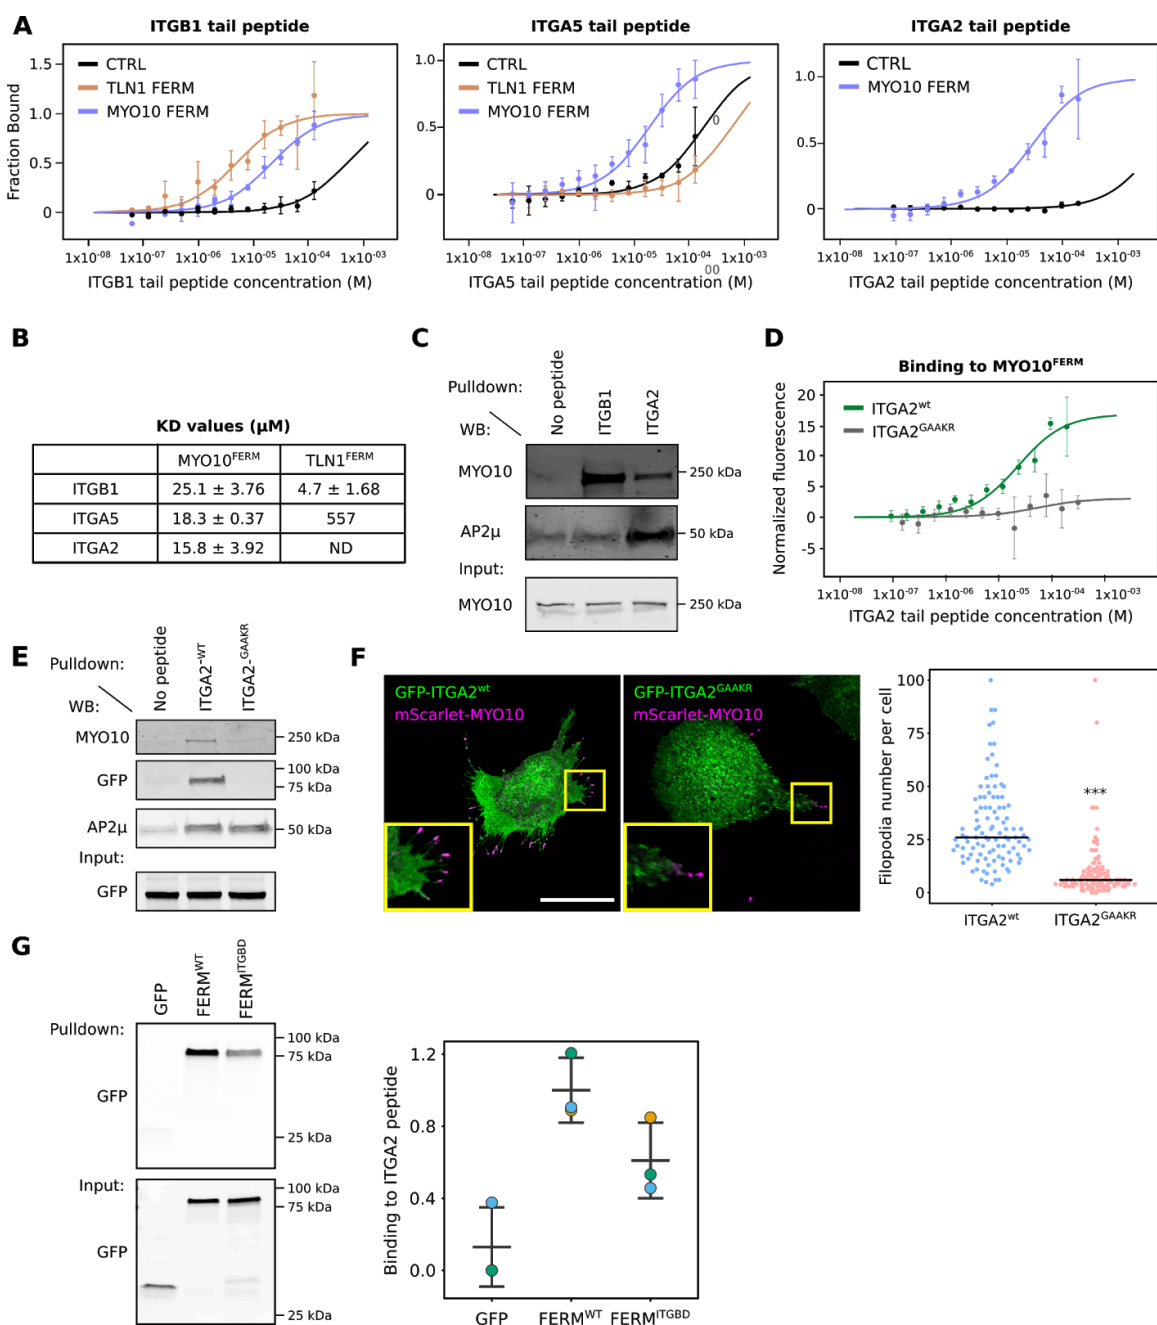 A
ITGB1 tail peptide
ITGA5 tail peptide
ITGA2 tail peptide
Fraction Bound
1.5
1.0
0.5
0
CTRL
TLN1 FERM
MYO10 FERM
1x10-08 1x10-07 1x10-06 1x10-05 1x10-04 1x10-03
ITGB1 tail peptide concentration (M)
1.0
0.5
0
CTRL
TLN1 FERM
MYO10 FERM
0
1x10-08 1x10-07 1x10-06 1x10-05 1x10-04 1x10-03
00
ITGA5 tail peptide concentration (M)
1.0
0.5
0
CTRL
MYO10 FERM
1x10-08 1x10-07 1x10-06 1x10-05 1x10-04 1x10-03
ITGA2 tail peptide concentration (M)
B
KD values (μM)
MYO10FERM TLN1FERM
ITGB1 25.1 ± 3.76 4.7 ± 1.68
ITGA5 18.3 ± 0.37 557
ITGA2 15.8 ± 3.92 ND
C
Pulldown:
No peptide
ITGB1
ITGA2
WB:
MYO10
250 kDa
AP2μ
50 kDa
Input:
MYO10
250 kDa
D
Binding to MYO10FERM
Normalized fluorescence
20
15
10
5
0
-5
ITGA2wt
ITGA2GAAKR
1x10-08 1x10-07 1x10-06 1x10-05 1x10-04 1x10-03
ITGA2 tail peptide concentration (M)
E
Pulldown:
No peptide
ITGA2-WT
ITGA2-GAAKR
WB:
MYO10
250 kDa
GFP
100 kDa
75 kDa
AP2μ
50 kDa
Input:
GFP
F
GFP-ITGA2wt
mScarlet-MYO10
GFP-ITGA2GAAKR
mScarlet-MYO10
Filopodia number per cell
100
75
50
25
0
***
ITGA2wt
ITGA2GAAKR
G
GFP
FERMWT
FERMITGBD
Pulldown:
100 kDa
75 kDa
GFP
25 kDa
Input:
100 kDa
75 kDa
GFP
25 kDa
Binding to ITGA2 peptide
1.2
0.8
0.4
0.0
GFP
FERMWT
FERMITGBD